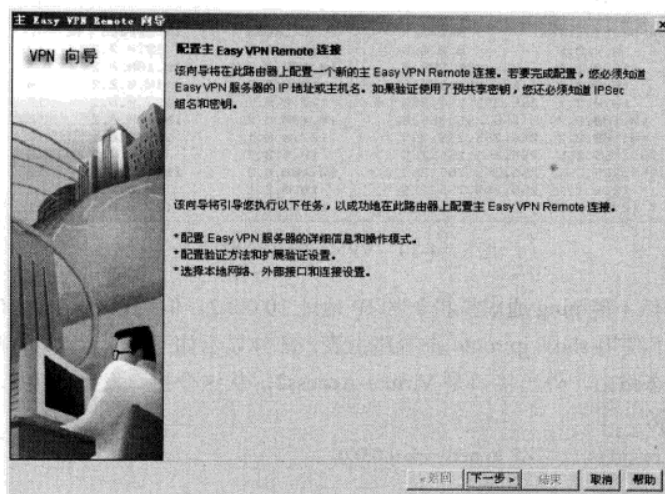 主 Easy VPN Remote 向导
VPN 向导
配置主 Easy VPN Remote 连接
该向导将在此路由器上配置一个新的主 Easy VPN Remote 连接。若要完成配置，您必须知道
Easy VPN 服务器的 IP 地址或主机名。如果验证使用了预共享密钥，您还必须知道 IPSec
组名和密钥。
该向导将引导您执行以下任务，以成功地在此路由器上配置主 Easy VPN Remote 连接。
*配置 Easy VPN 服务器的详细信息和操作模式。
*配置验证方法和扩展验证设置。
*选择本地网络、外部接口和连接设置。
< 返回 下一步 > 结束 取消 帮助